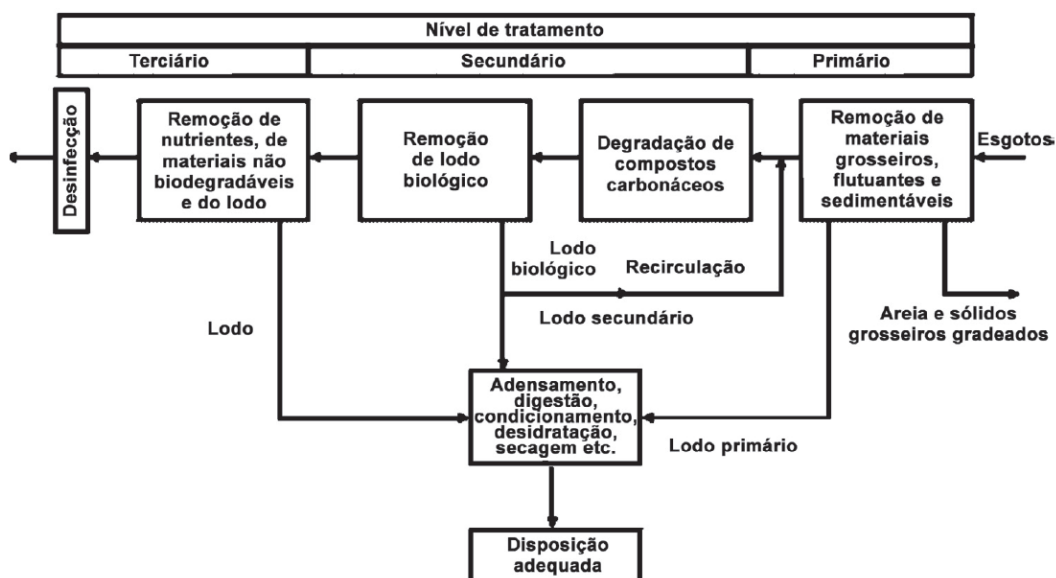 Nível de tratamento
Terciário
Secundário
Primário
Desinfecção
Remoção de
nutrientes, de
materiais não
biodegradáveis
e do lodo
Remoção
de lodo
biológico
Degradação de
compostos
carbonáceos
Remoção de
materiais
grosseiros,
flutuantes e
sedimentáveis
Esgotos
Lodo
biológico
Recirculação
Lodo secundário
Areia e sólidos
grosseiros gradeados
Lodo
Adensamento,
digestão,
condicionamento,
desidratação,
secagem etc.
Lodo primário
Disposição
adequada